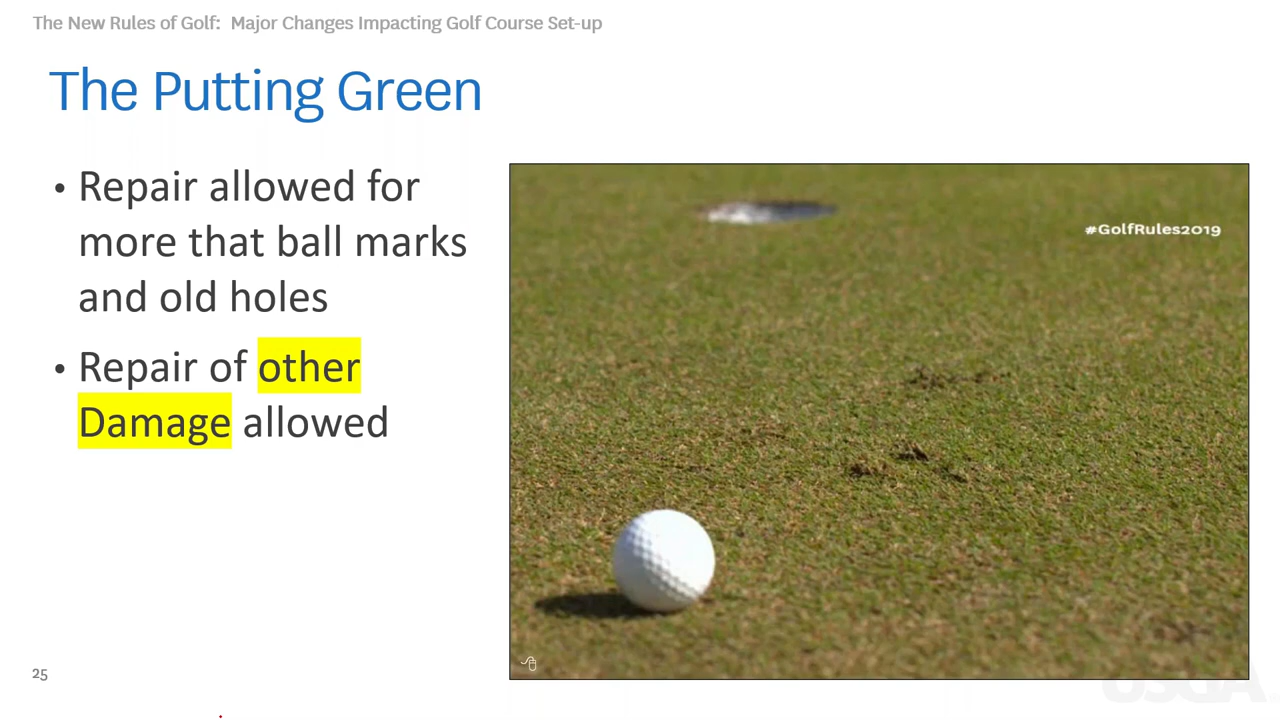 The New Rules of Golf:  Major Changes Impacting Golf Course Set-up
The Putting Green
• Repair allowed for
more that ball marks
and old holes
• Repair of other
Damage allowed
#GolfRules2019
25
USGA